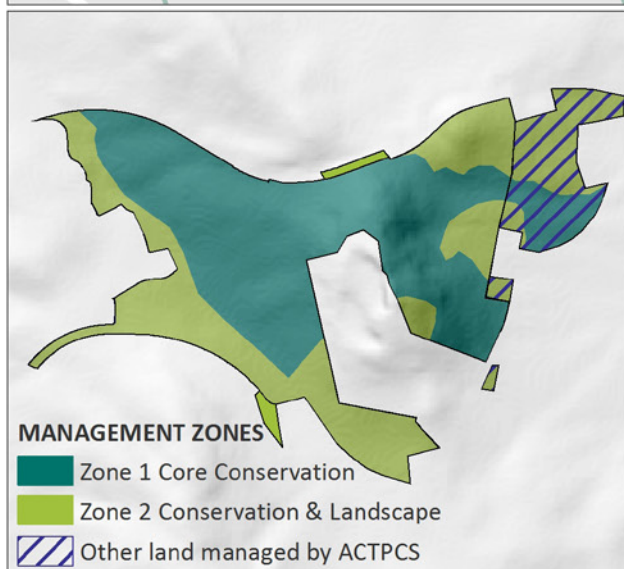 MANAGEMENT ZONES
Zone 1 Core Conservation
Zone 2 Conservation & Landscape
Other land managed by ACTPCS